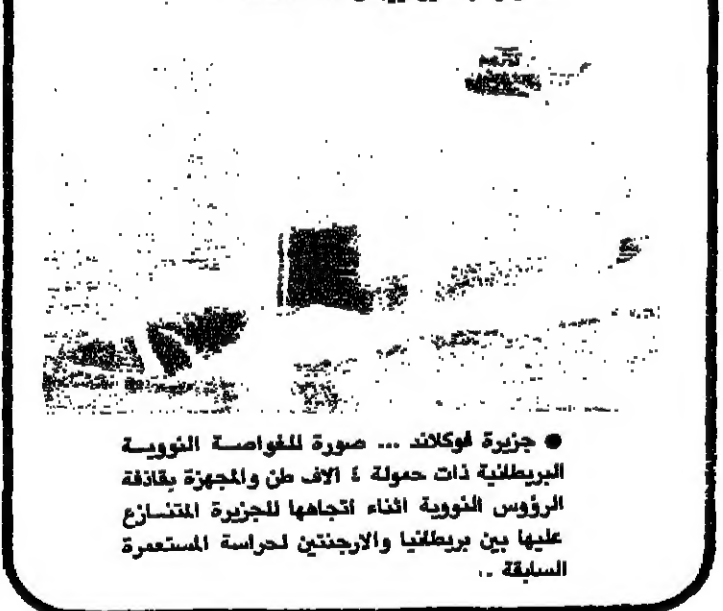 ● جزيرة فوكلاند ... صورة للغواصة النووية
البريطانية ذات حمولة ٤ الاف طن والمجهزة بقاذفة
الرؤوس النووية اثناء اتجاهها للجزيرة المتنازع
عليها بين بريطانيا والارجنتين لحراسة المستعمرة
السابقة ..